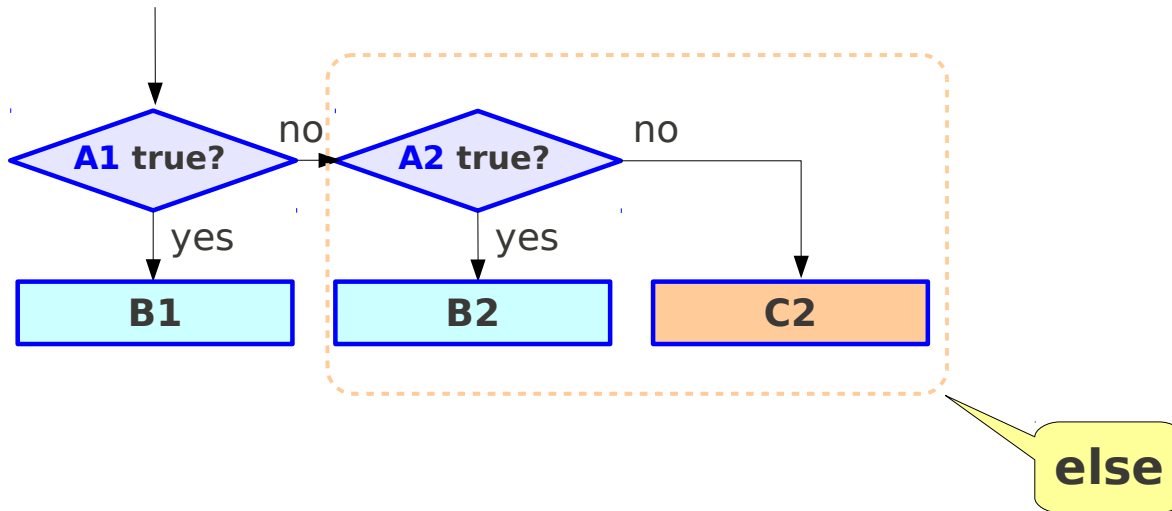 no
no
A1 true?
A2 true?
yes
yes
B1
B2
C2
else